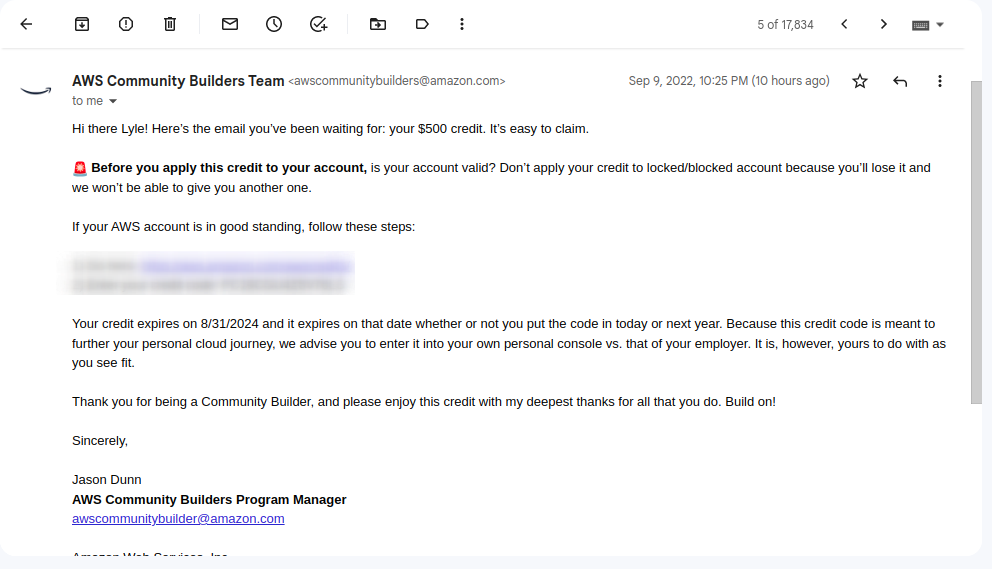 5 of 17,834
AWS Community Builders Team <awscommunitybuilders@amazon.com>
Sep 9, 2022, 10:25 PM (10 hours ago)
to me
Hi there Lyle! Here’s the email you’ve been waiting for: your $500 credit. It’s easy to claim.
🚨 Before you apply this credit to your account, is your account valid? Don’t apply your credit to locked/blocked account because you’ll lose it and
we won’t be able to give you another one.
If your AWS account is in good standing, follow these steps:
Your credit expires on 8/31/2024 and it expires on that date whether or not you put the code in today or next year. Because this credit code is meant to
further your personal cloud journey, we advise you to enter it into your own personal console vs. that of your employer. It is, however, yours to do with as
you see fit.
Thank you for being a Community Builder, and please enjoy this credit with my deepest thanks for all that you do. Build on!
Sincerely,
Jason Dunn
AWS Community Builders Program Manager
awscommunitybuilder@amazon.com
Amazon Web Services, Inc.